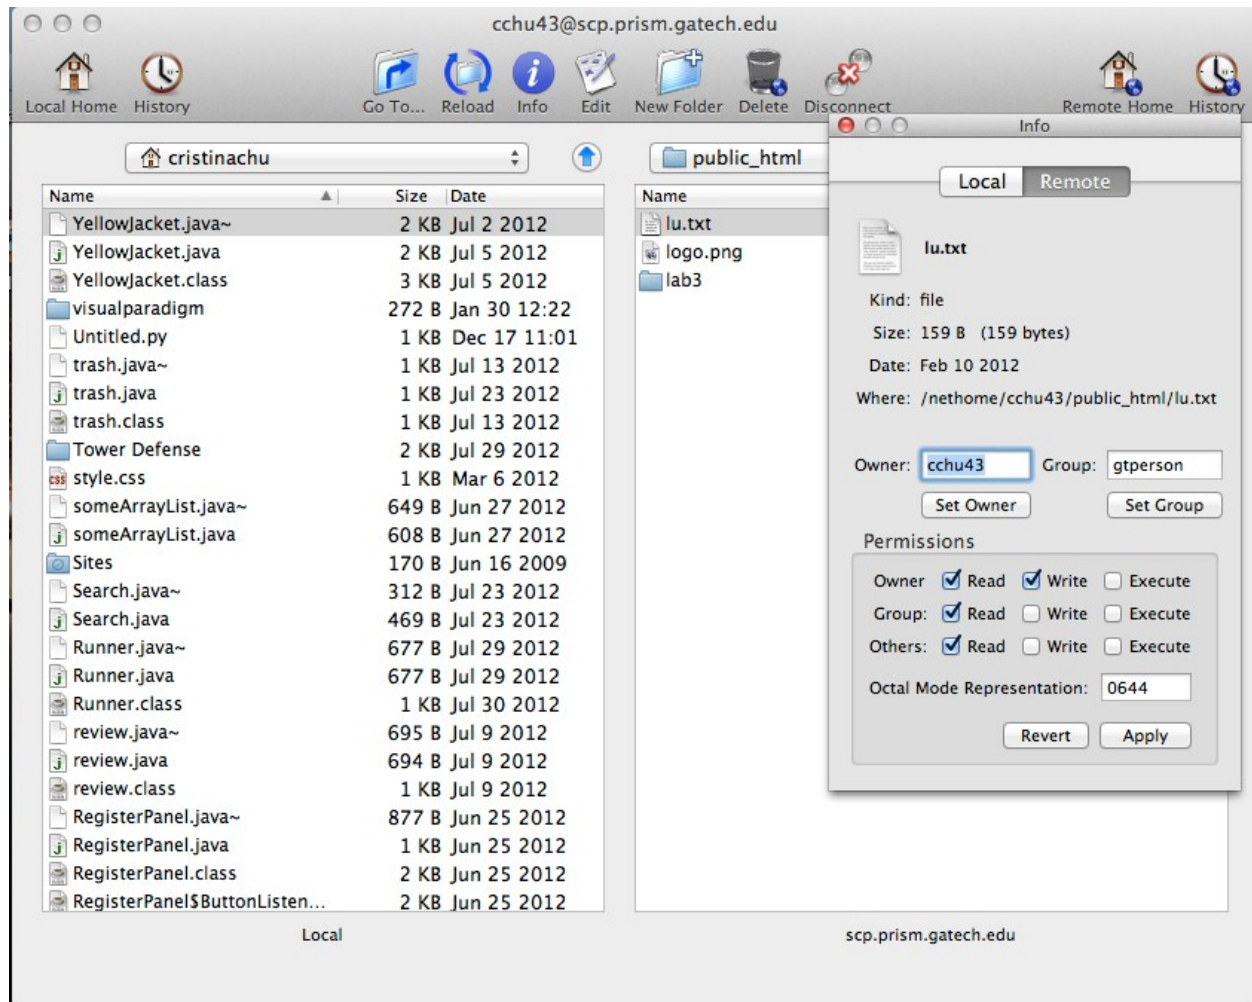 cchu43@scp.prism.gatech.edu
Local Home History Go To... Reload Info Edit New Folder Delete Disconnect Remote Home History
cristinachu
Name Size Date
YellowJacket.java~ 2 KB Jul 2 2012
YellowJacket.java 2 KB Jul 5 2012
YellowJacket.class 3 KB Jul 5 2012
visualparadigm 272 B Jan 30 12:22
Untitled.py 1 KB Dec 17 11:01
trash.java~ 1 KB Jul 13 2012
trash.java 1 KB Jul 23 2012
trash.class 1 KB Jul 13 2012
Tower Defense 2 KB Jul 29 2012
css style.css 1 KB Mar 6 2012
someArrayList.java~ 649 B Jun 27 2012
someArrayList.java 608 B Jun 27 2012
Sites 170 B Jun 16 2009
Search.java~ 312 B Jul 23 2012
Search.java 469 B Jul 23 2012
Runner.java~ 677 B Jul 29 2012
Runner.java 677 B Jul 29 2012
Runner.class 1 KB Jul 30 2012
review.java~ 695 B Jul 9 2012
review.java 694 B Jul 9 2012
review.class 1 KB Jul 9 2012
RegisterPanel.java~ 877 B Jun 25 2012
RegisterPanel.java 1 KB Jun 25 2012
RegisterPanel.class 2 KB Jun 25 2012
RegisterPanel$ButtonListen... 2 KB Jun 25 2012
Local
public_html
Name
lu.txt
logo.png
lab3
scp.prism.gatech.edu
Info
Local Remote
lu.txt
Kind: file
Size: 159 B (159 bytes)
Date: Feb 10 2012
Where: /nethome/cchu43/public_html/lu.txt
Owner: cchu43 Group: gtperson
Set Owner Set Group
Permissions
Owner Read Write Execute
Group: Read Write Execute
Others: Read Write Execute
Octal Mode Representation: 0644
Revert Apply